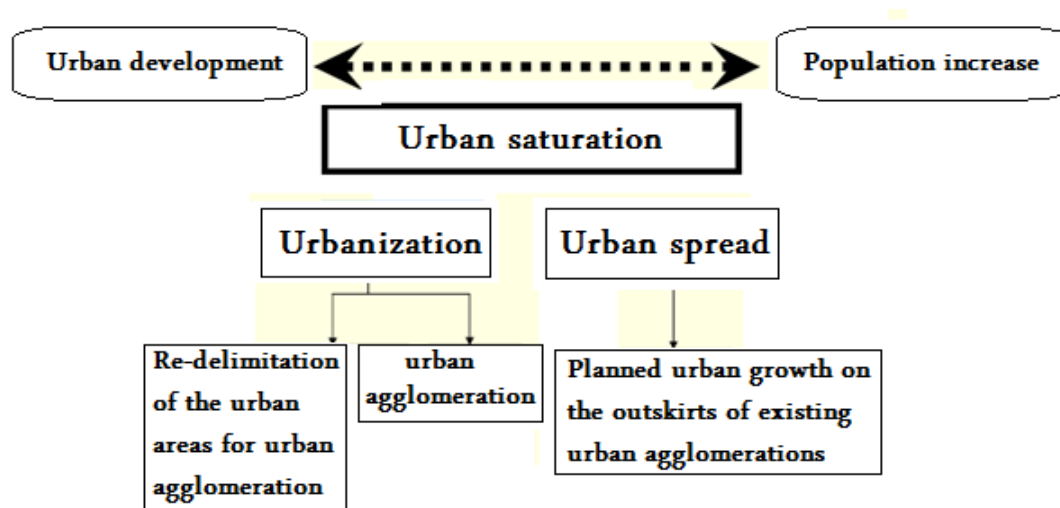 Urban development
Population increase
Urban saturation
Urbanization
Urban spread
Re-delimitation
of the urban
areas for urban
agglomeration
urban
agglomeration
Planned urban growth on
the outskirts of existing
urban agglomerations